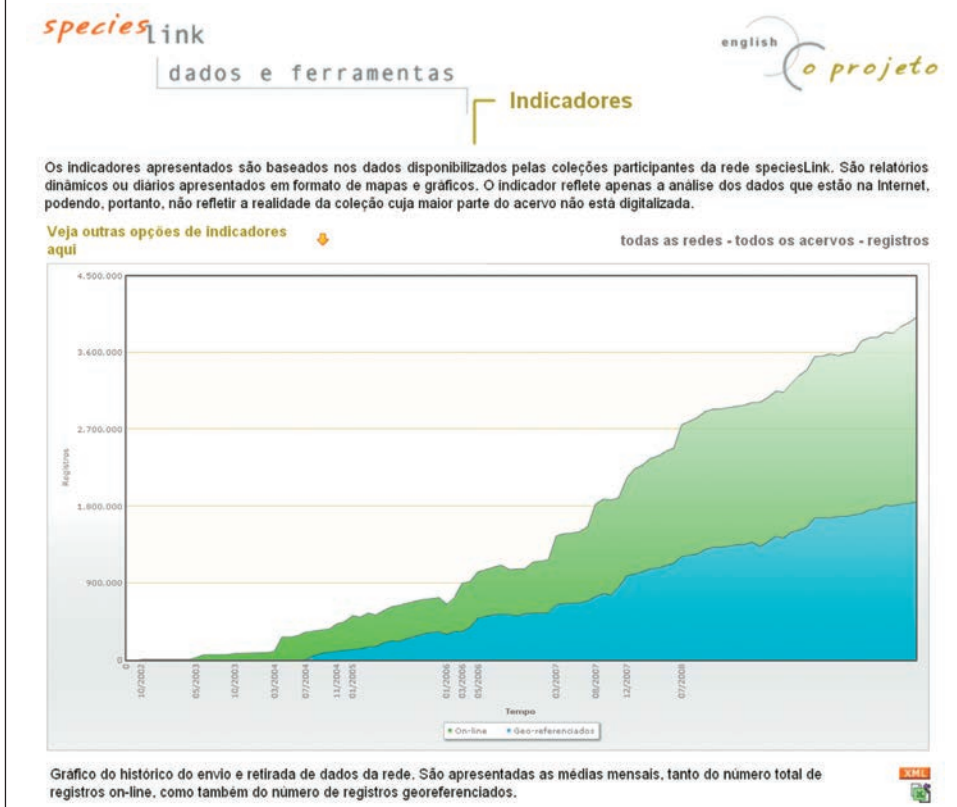 specieslink
english
o projeto
dados e ferramentas
Indicadores
Os indicadores apresentados são baseados nos dados disponibilizados pelas coleções participantes da rede speciesLink. São relatórios
dinâmicos ou diários apresentados em formato de mapas e gráficos. O indicador reflete apenas a análise dos dados que estão na Internet,
podendo, portanto, não refletir a realidade da coleção cuja maior parte do acervo não está digitalizada.
Veja outras opções de indicadores
aqui
todas as redes - todos os acervos - registros
4.500.000
3.600.000
2.700.000
Registros
1.800.000
900.000
0
0
10/2002
05/2003
10/2003
03/2004
07/2004
11/2004
01/2005
01/2006
03/2006
05/2006
03/2007
08/2007
12/2007
07/2008
Tempo
On-line
Geo-referenciados
Gráfico do histórico do envio e retirada de dados da rede. São apresentadas as médias mensais, tanto do número total de
registros on-line, como também do número de registros georeferenciados.
XML